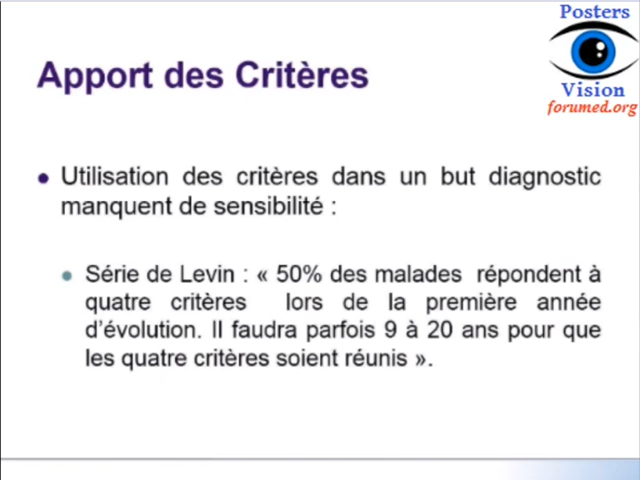 Posters
Vision
forumed.org
Apport des Critères
Utilisation des critères dans un but diagnostic
manquent de sensibilité :
Série de Levin : « 50% des malades répondent à
quatre critères lors de la première année
d'évolution. Il faudra parfois 9 à 20 ans pour que
les quatre critères soient réunis ».